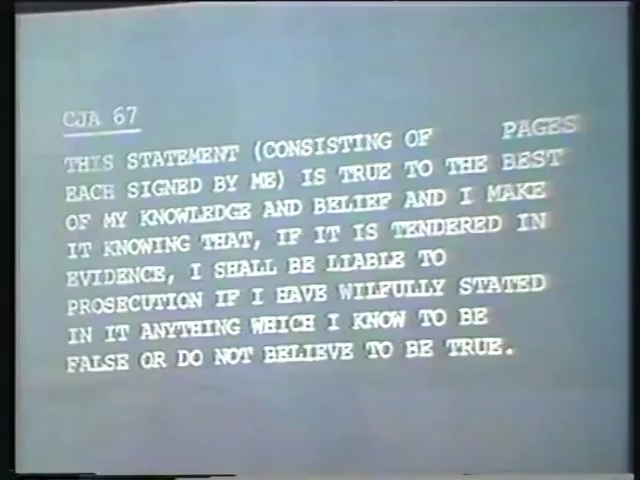 CJA 67
THIS STATEMENT (CONSISTING OF PAGES
EACH SIGNED BY ME) IS TRUE TO THE BEST
OF MY KNOWLEDGE AND BELIEF AND I MAKE
IT KNOWING THAT, IF IT IS TENDERED IN
EVIDENCE, I SHALL BE LIABLE TO
PROSECUTION IF I HAVE WILFULLY STATED
IN IT ANYTHING WHICH I KNOW TO BE
FALSE OR DO NOT BELIEVE TO BE TRUE.